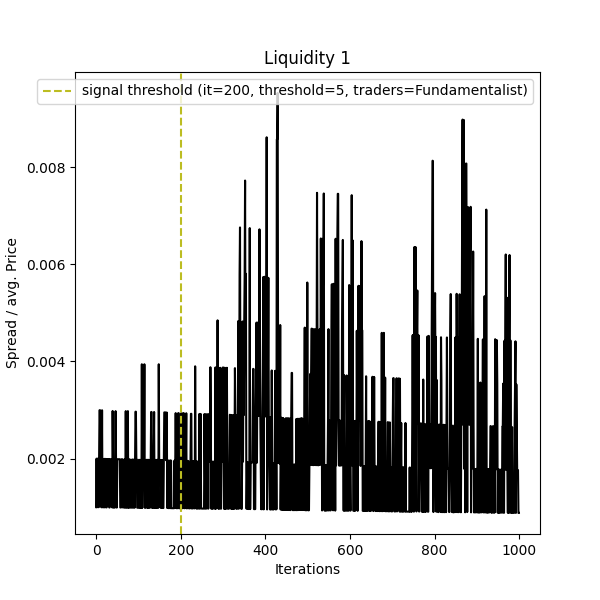 Liquidity 1
signal threshold (it=200, threshold=5, traders=Fundamentalist)
0.008
0.006
0.004
0.002
Spread / avg. Price
0 200 400 600 800 1000
Iterations